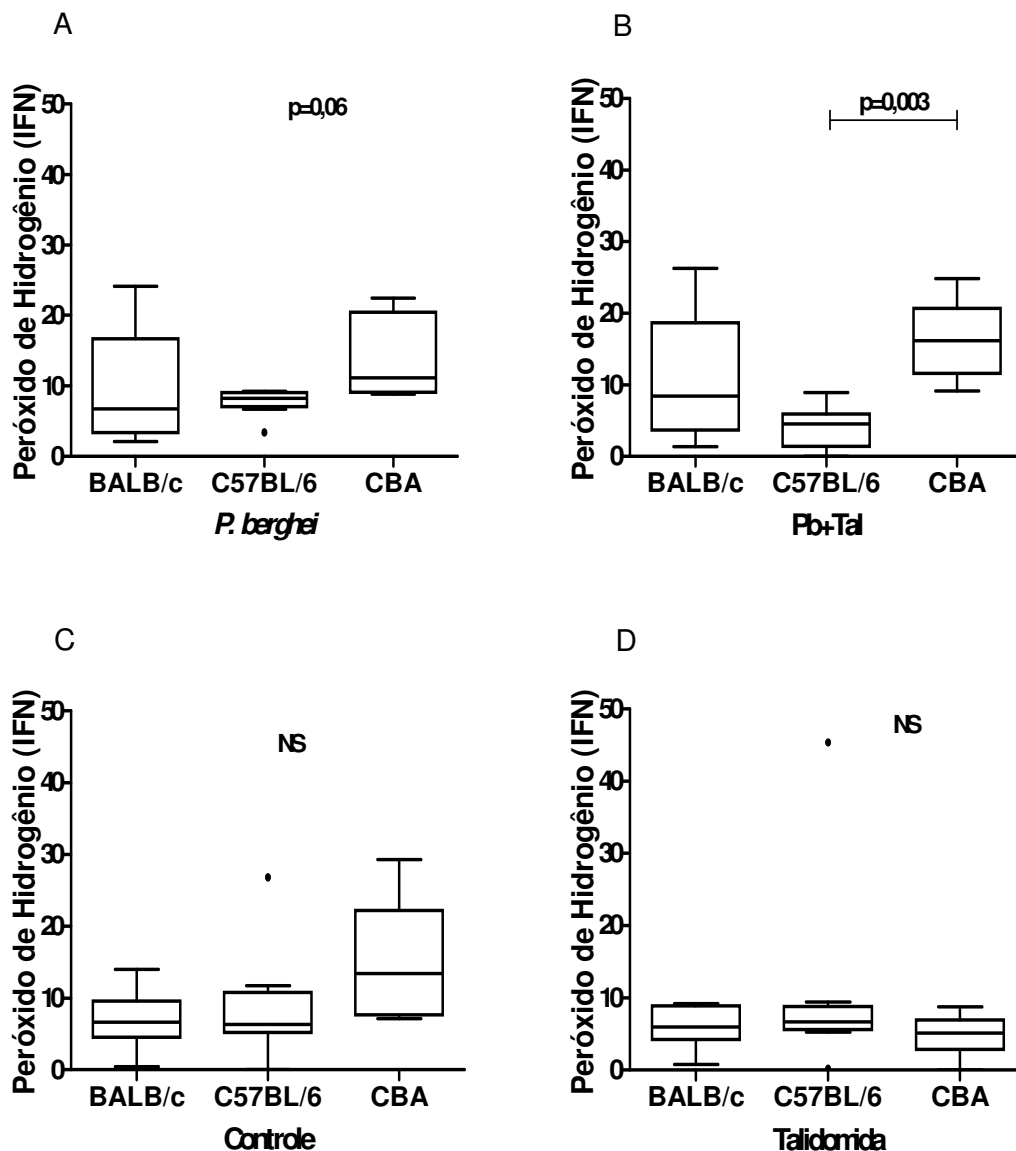 A
Peróxido de Hidrogênio (IFN)
50
40
30
20
10
0
p=0,06
BALB/c C57BL/6 CBA
P. berghei
B
Peróxido de Hidrogênio (IFN)
50
40
30
20
10
0
p=0,003
BALB/c C57BL/6 CBA
Pb+Tal
C
Peróxido de Hidrogênio (IFN)
50
40
30
20
10
0
NS
BALB/c C57BL/6 CBA
Controle
D
Peróxido de Hidrogênio (IFN)
50
40
30
20
10
0
NS
BALB/c C57BL/6 CBA
Talidomida